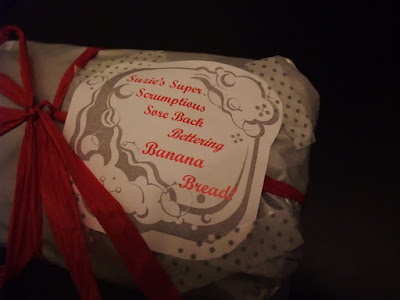 Suzie's Super
Scrumptious
Sore Back
Bettering
Banana
Bread!